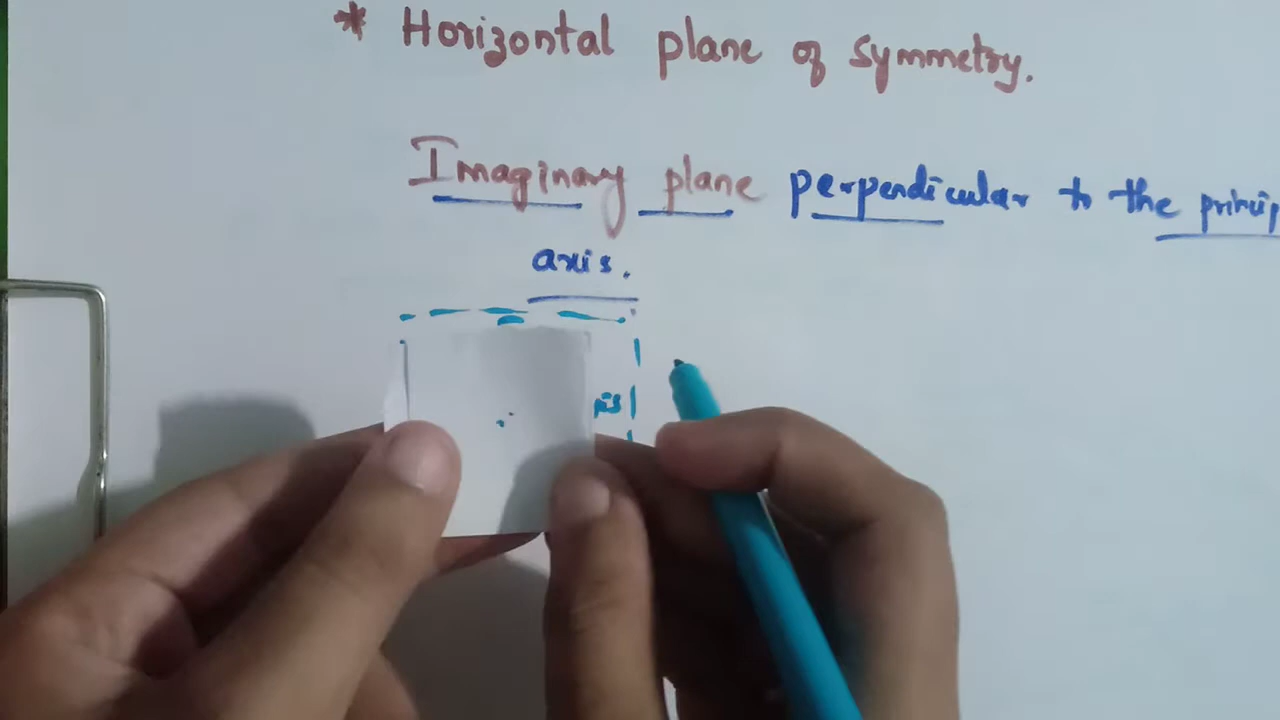 * Horizontal plane of symmetry.
Imaginary plane perpendicular to the
axis.